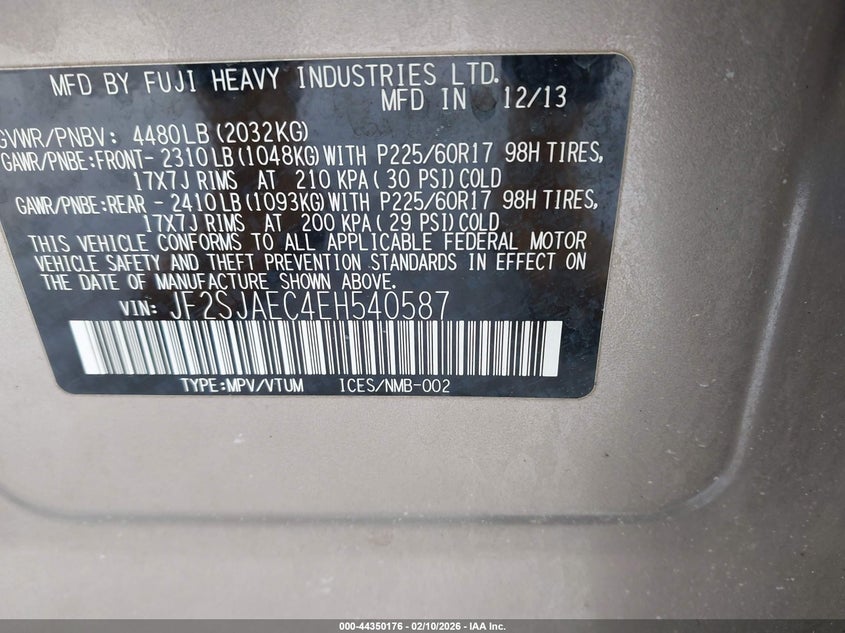 MFD BY FUJI HEAVY INDUSTRIES LTD.
MFD IN 12/13
GVWR/PNBV: 4480LB(2032KG)
GAWR/PNBE:FRONT- 2310LB(1048KG)WITH P225/60R17 98H TIRES,
17X7J RIMS AT 210 KPA( 30 PSI)COLD
GAWR/PNBE:REAR - 2410LB(1093KG)WITH P225/60R17 98H TIRES,
17X7J RIMS AT 200 KPA( 29 PSI)COLD
THIS VEHICLE CONFORMS TO ALL APPLICABLE FEDERAL MOTOR
VEHICLE SAFETY AND THEFT PREVENTION STANDARDS IN EFFECT ON
THE DATE OF MANUFACTURE SHOWN ABOVE.
VIN: JF2SJAEC4EH540587
TYPE:MPV/VTUM ICES/NMB-002
000-44350176 - 02/10/2026 - IAA Inc.